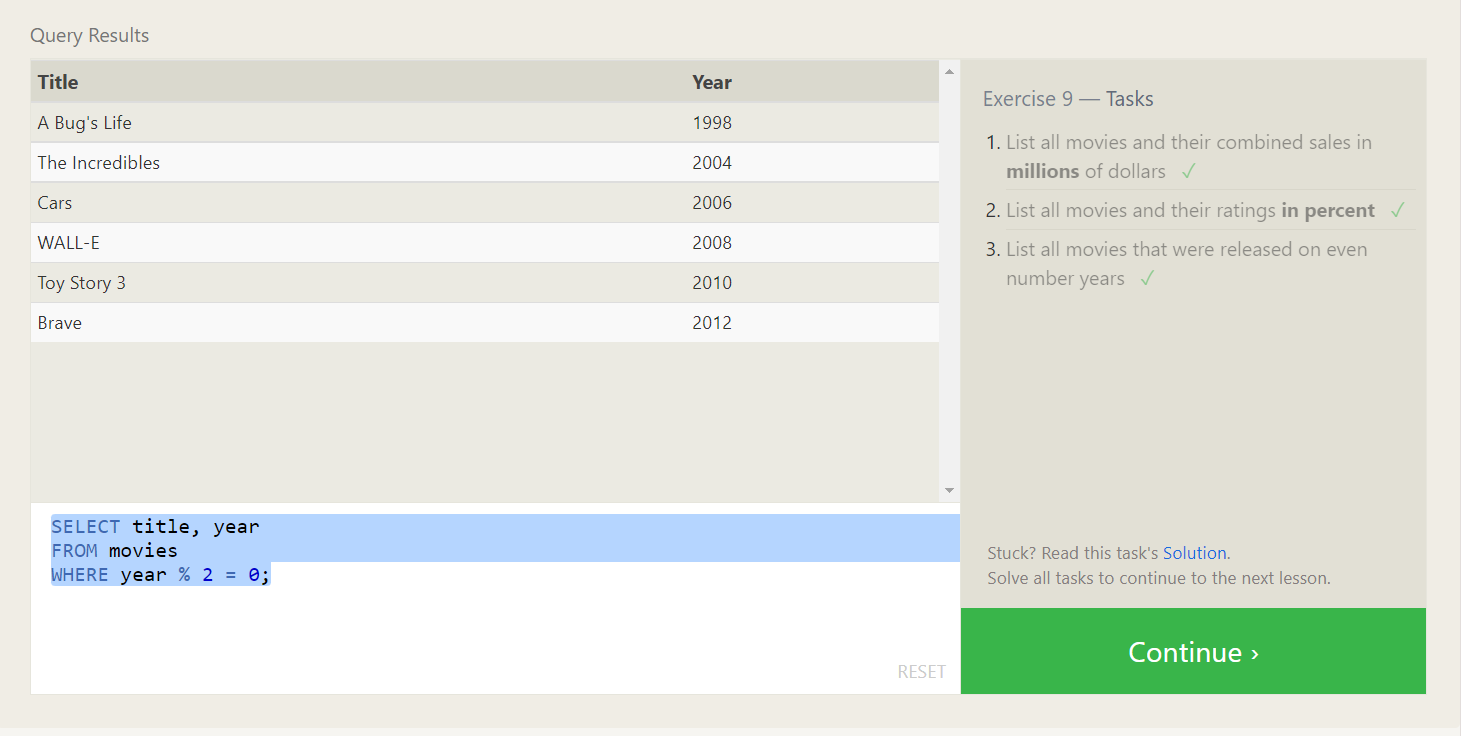 Query Results
Title Year
A Bug's Life 1998
The Incredibles 2004
Cars 2006
WALL-E 2008
Toy Story 3 2010
Brave 2012
SELECT title, year
FROM movies
WHERE year % 2 = 0;
RESET
Exercise 9 — Tasks
1. List all movies and their combined sales in
millions of dollars ✓
2. List all movies and their ratings in percent ✓
3. List all movies that were released on even
number years ✓
Stuck? Read this task's Solution.
Solve all tasks to continue to the next lesson.
Continue ›